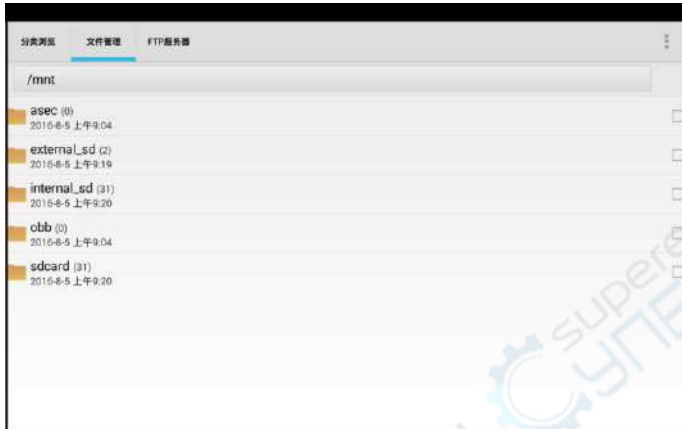 分类浏览 文件管理 FTP服务器
/mnt
asec (0)
2016-8-5 上午9:04
external_sd (2)
2016-8-5 上午9:19
internal_sd (31)
2016-8-5 上午9:20
obb (0)
2016-8-5 上午9:04
sdcard (31)
2016-8-5 上午9:20